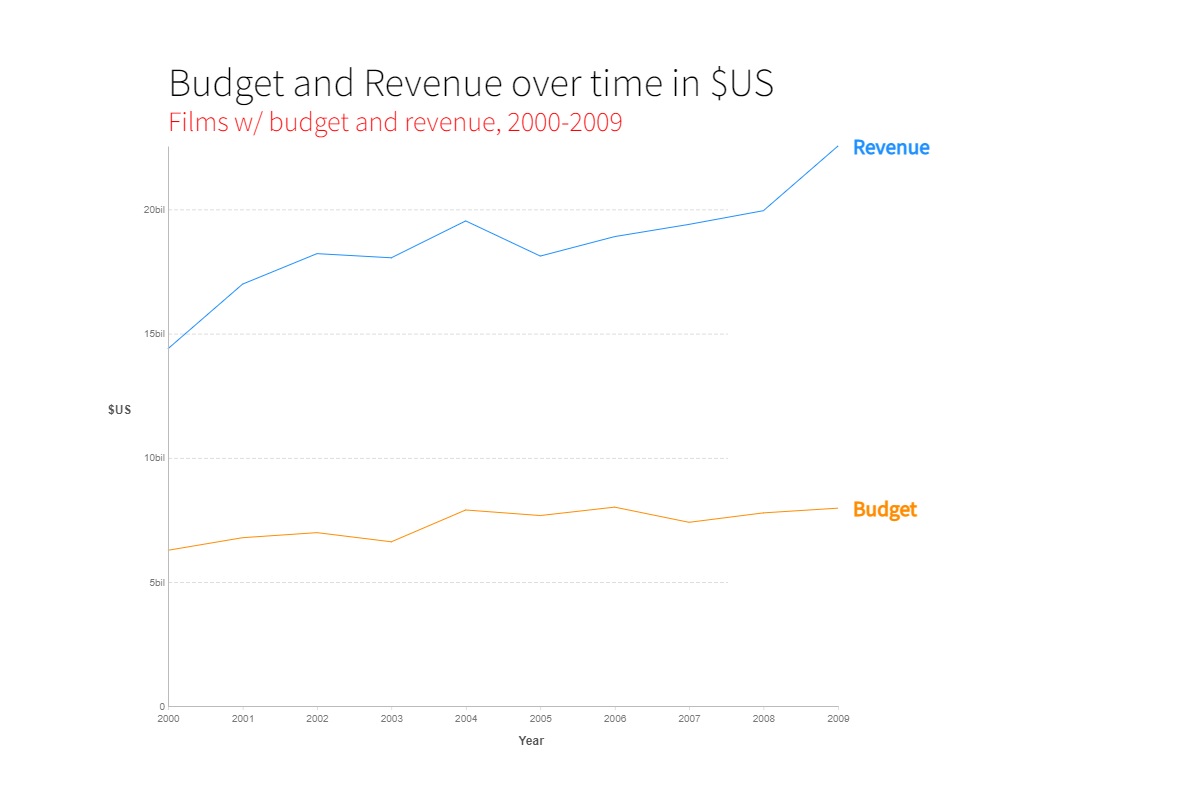 Budget and Revenue over time in $US
Films w/ budget and revenue, 2000-2009
Revenue
20bil
15bil
$US
10bil
Budget
5bil
0
2000 2001 2002 2003 2004 2005 2006 2007 2008 2009
Year